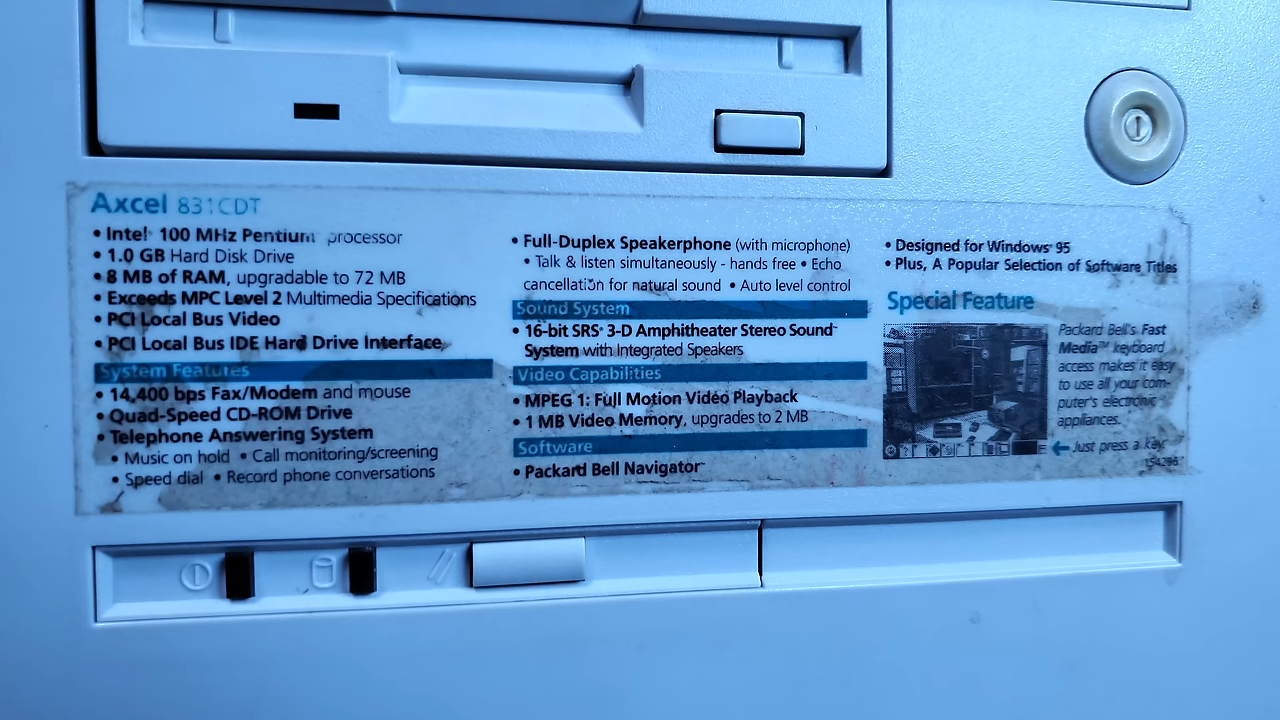 Axcel 831CDT
• Intel 100 MHz Pentium processor
• 1.0 GB Hard Disk Drive
• 8 MB of RAM, upgradable to 72 MB
• Exceeds MPC Level 2 Multimedia Specifications
• PCI Local Bus Video
• PCI Local Bus IDE Hard Drive Interface
System Features
• 14,400 bps Fax/Modem and mouse
• Quad-Speed CD-ROM Drive
• Telephone Answering System
• Music on hold • Call monitoring/screening
• Speed dial • Record phone conversations
• Full-Duplex Speakerphone (with microphone)
• Talk & listen simultaneously - hands free • Echo
cancellation for natural sound • Auto level control
Sound System
• 16-bit SRS® 3-D Amphitheater Stereo Sound™
System with Integrated Speakers
Video Capabilities
• MPEG 1: Full Motion Video Playback
• 1 MB Video Memory, upgrades to 2 MB
Software
• Packard Bell Navigator™
• Designed for Windows® 95
• Plus, A Popular Selection of Software Titles
Special Feature
Packard Bell's Fast
Media™ keyboard
access makes it easy
to use all your com-
puter's electronic
appliances.
Just press a key.
154296